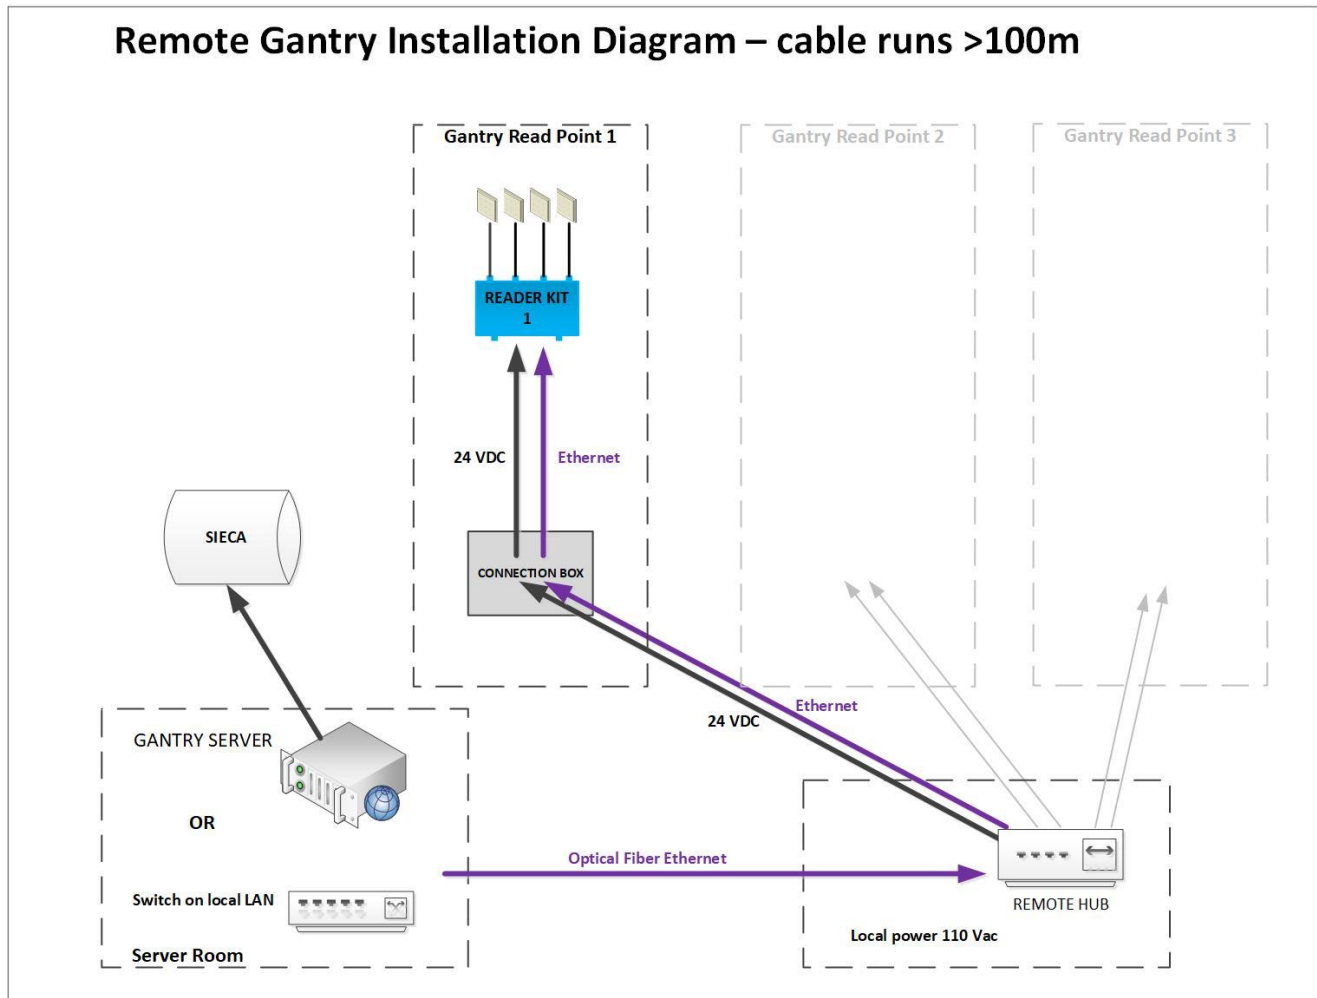 Remote Gantry Installation Diagram – cable runs >100m
Gantry Read Point 1
Gantry Read Point 2
Gantry Read Point 3
READER KIT
1
24 VDC
Ethernet
SIECA
CONNECTION BOX
Ethernet
24 VDC
GANTRY SERVER
OR
Optical Fiber Ethernet
Switch on local LAN
REMOTE HUB
Local power 110 Vac
Server Room